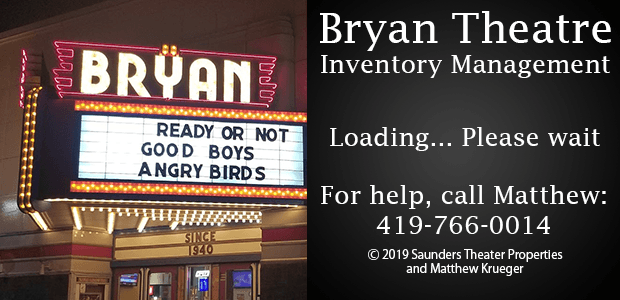 BRYAN
READY OR NOT
GOOD BOYS
ANGRY BIRDS
SINCE
1940
Bryan Theatre
Inventory Management
Loading... Please wait
For help, call Matthew:
419-766-0014
© 2019 Saunders Theater Properties
and Matthew Krueger